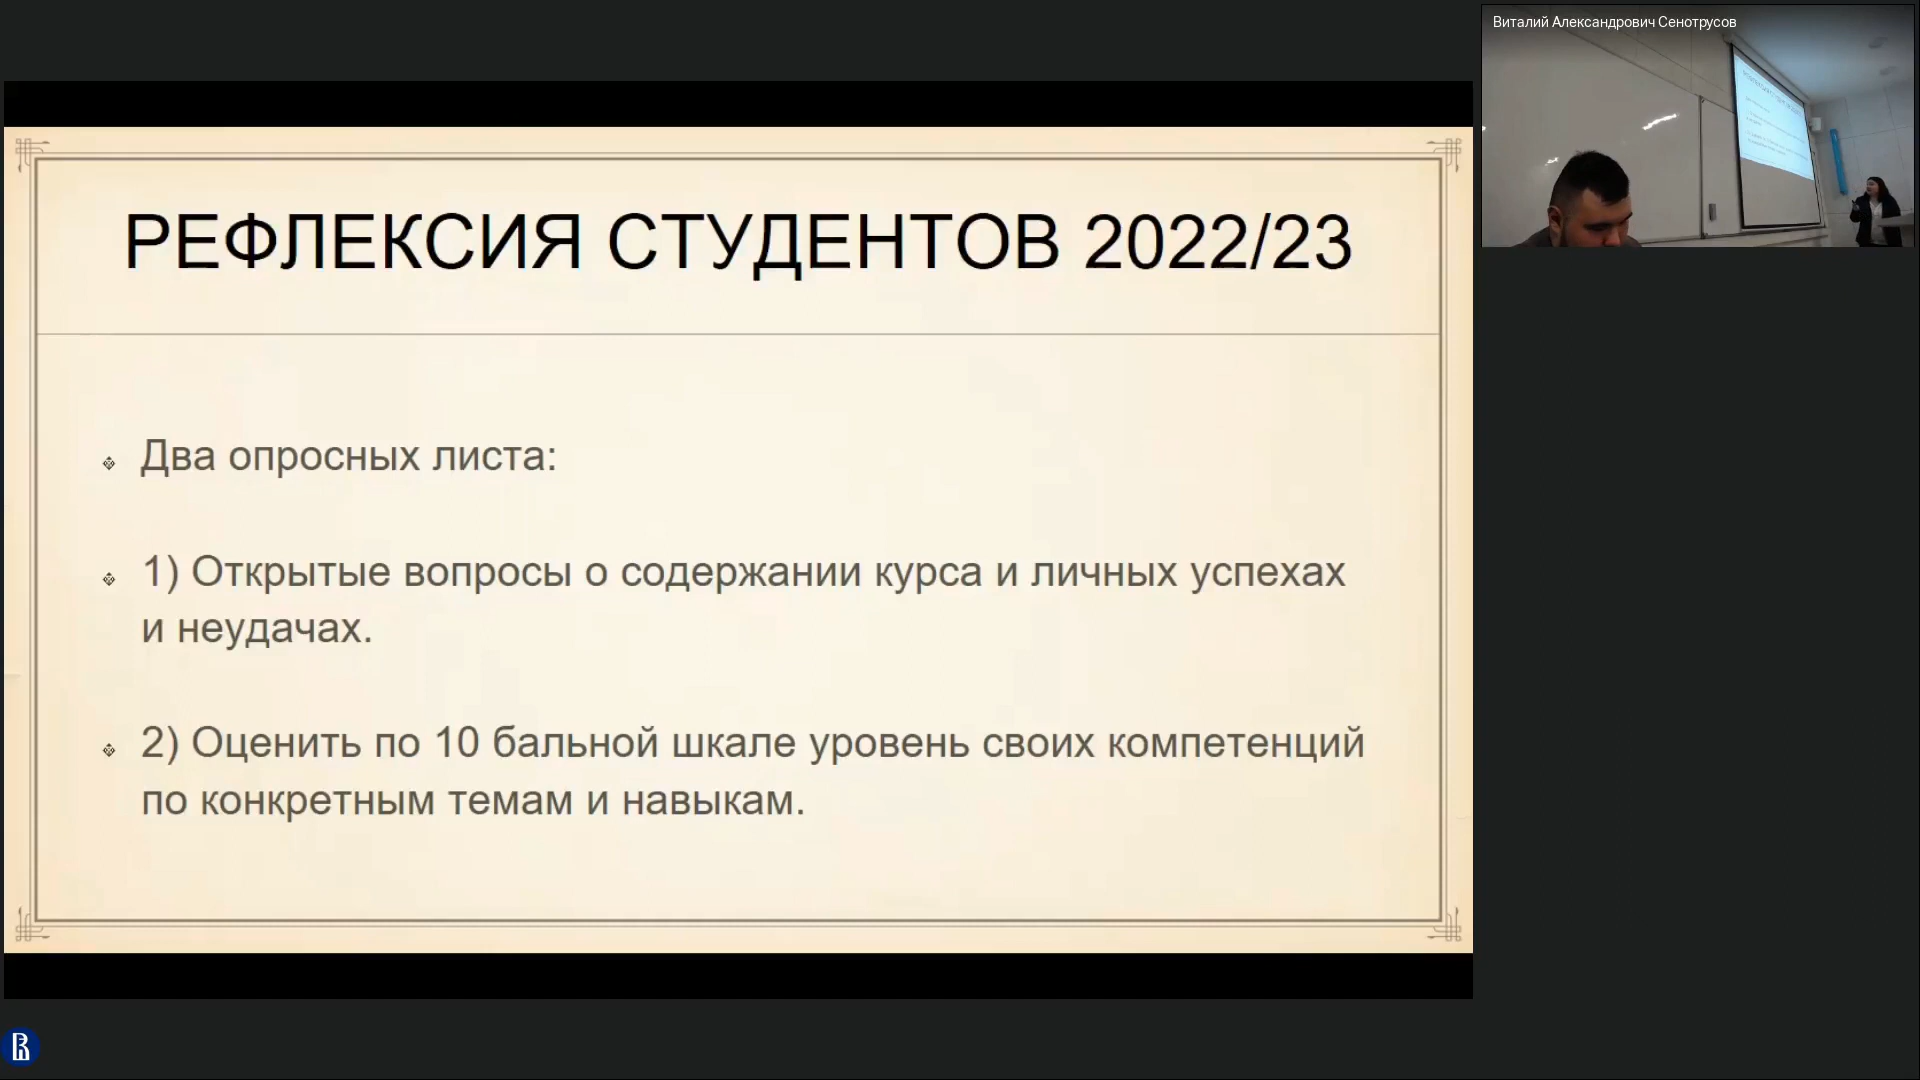 Виталий Александрович Сенотрусов
РЕФЛЕКСИЯ СТУДЕНТОВ 2022/23
Два опросных листа:
1) Открытые вопросы о содержании курса и личных успехах
и неудачах.
2) Оценить по 10 бальной шкале уровень своих компетенций
по конкретным темам и навыкам.